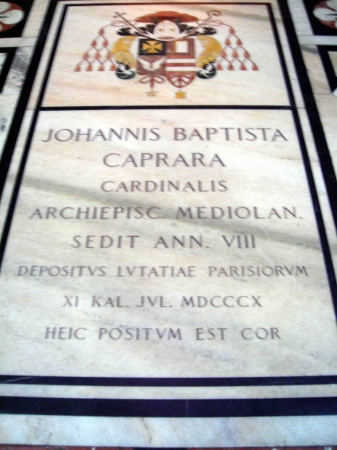 JOHANNIS BAPTISTA
CAPRARA
CARDINALIS
ARCHIEPISC. MEDIOLAN.
SEDIT ANN. VIII
DEPOSITVS LVTATIAE PARISIORVM
XI KAL. JVL. MDCCCX
HEIC POSITVM EST COR